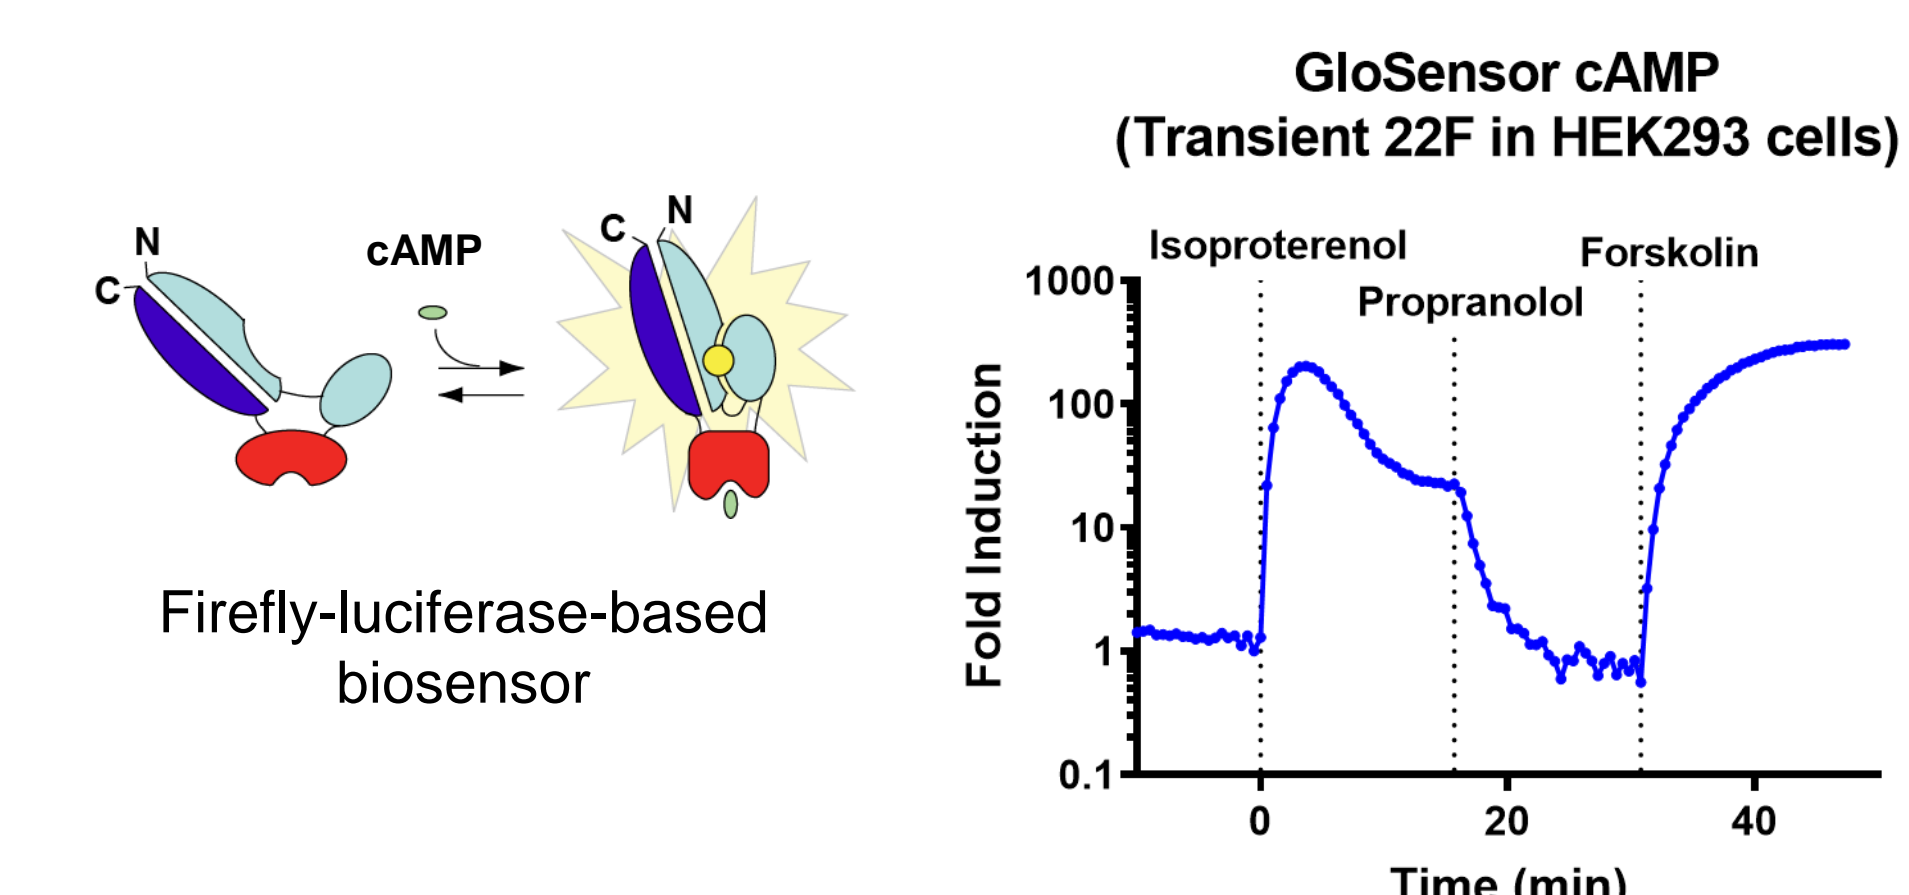 N
C
cAMP
C
N
Firefly-luciferase-based
biosensor
GloSensor cAMP
(Transient 22F in HEK293 cells)
Isoproterenol
Forskolin
Propranolol
Fold Induction
1000
100
10
1
0.1
0
20
40
Time (min)